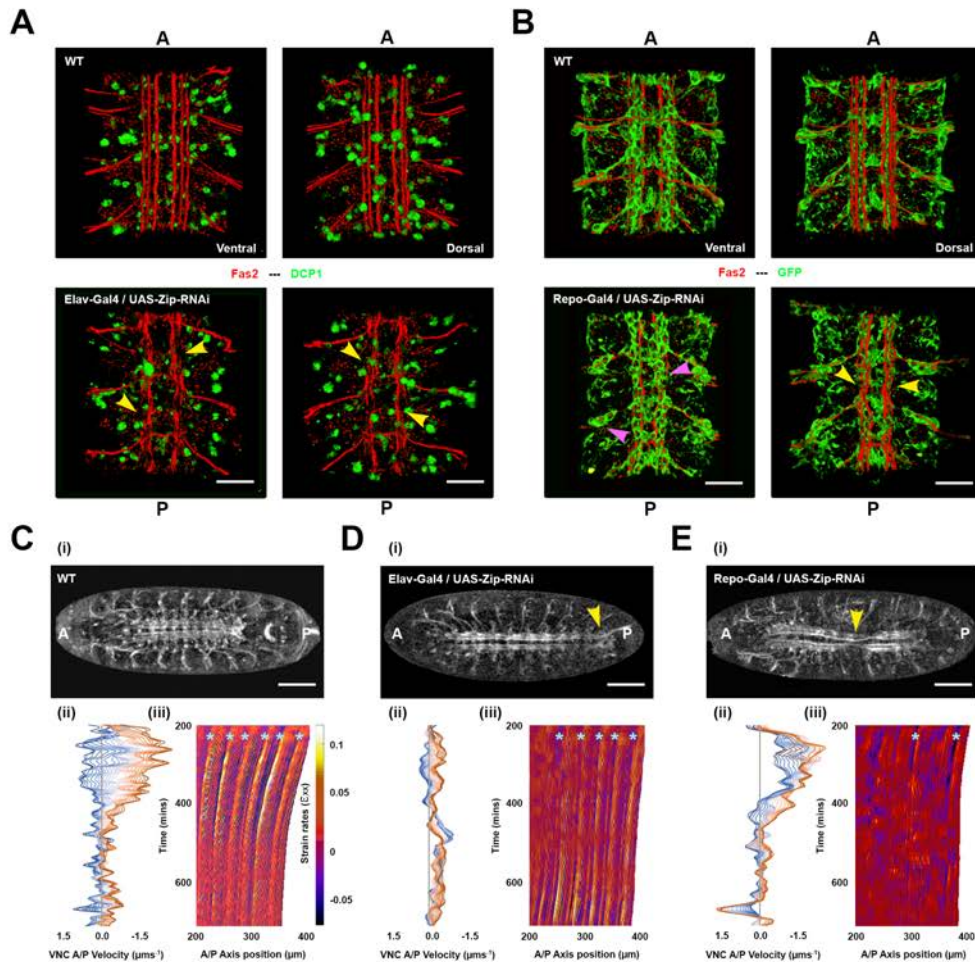 A
B
A
A
A
A
WT
WT
Ventral
Dorsal
Ventral
Dorsal
Fas2 --- DCP1
Fas2 --- GFP
Elav-Gal4 / UAS-Zip-RNAi
Repo-Gal4 / UAS-Zip-RNAi
P
P
P
P
C
D
E
(i)
(i)
(i)
WT
Elav-Gal4 / UAS-Zip-RNAi
Repo-Gal4 / UAS-Zip-RNAi
A
P
A
P
A
P
(ii)
(iii)
200
400
600
Time (mins)
* * * * * *
0.1
0.05
0
-0.05
Strain rates (Ɛxx)
1.5 0.0 -1.5
VNC A/P Velocity (µms⁻¹)
200 300 400
A/P Axis position (µm)
(ii)
(iii)
200
400
600
Time (mins)
* * * * *
1.5 0.0 -1.5
VNC A/P Velocity (µms⁻¹)
200 300 400
A/P Axis position (µm)
(ii)
(iii)
200
400
600
Time (mins)
* *
1.5 0.0 -1.5
VNC A/P Velocity (µms⁻¹)
200 300 400
A/P Axis position (µm)